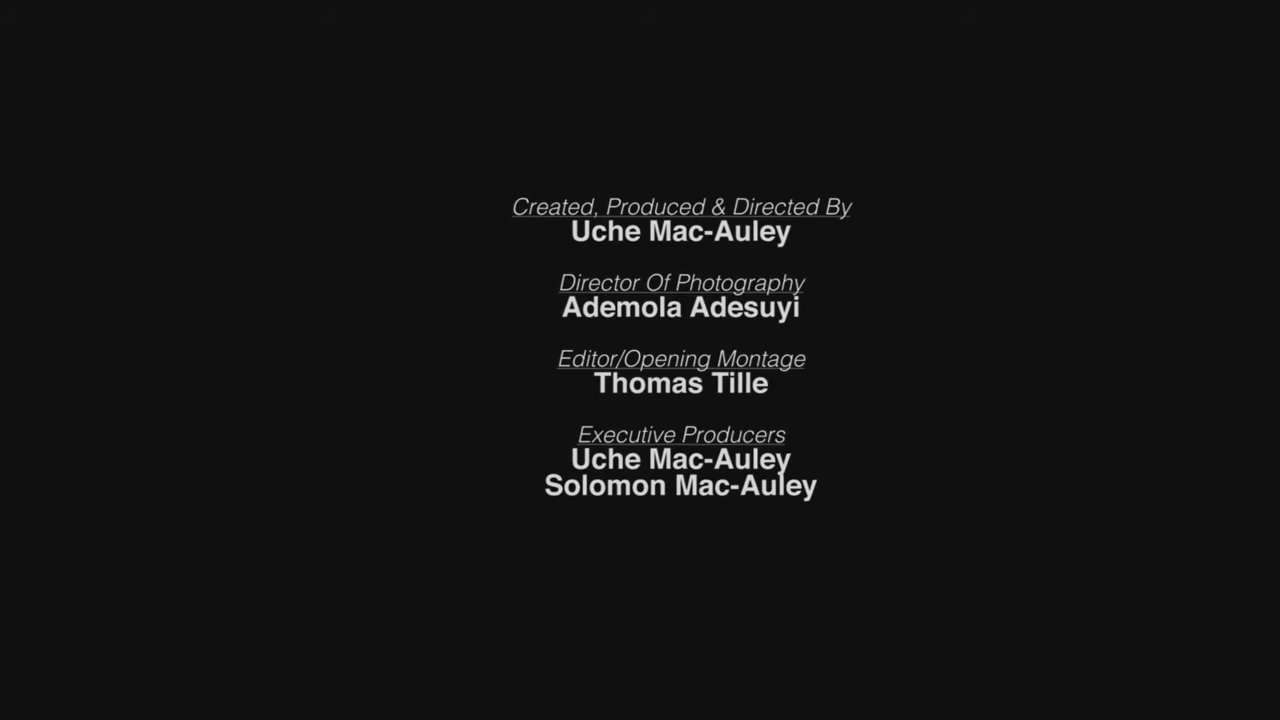 Created, Produced & Directed By
Uche Mac-Auley
Director Of Photography
Ademola Adesuyi
Editor/Opening Montage
Thomas Tille
Executive Producers
Uche Mac-Auley
Solomon Mac-Auley